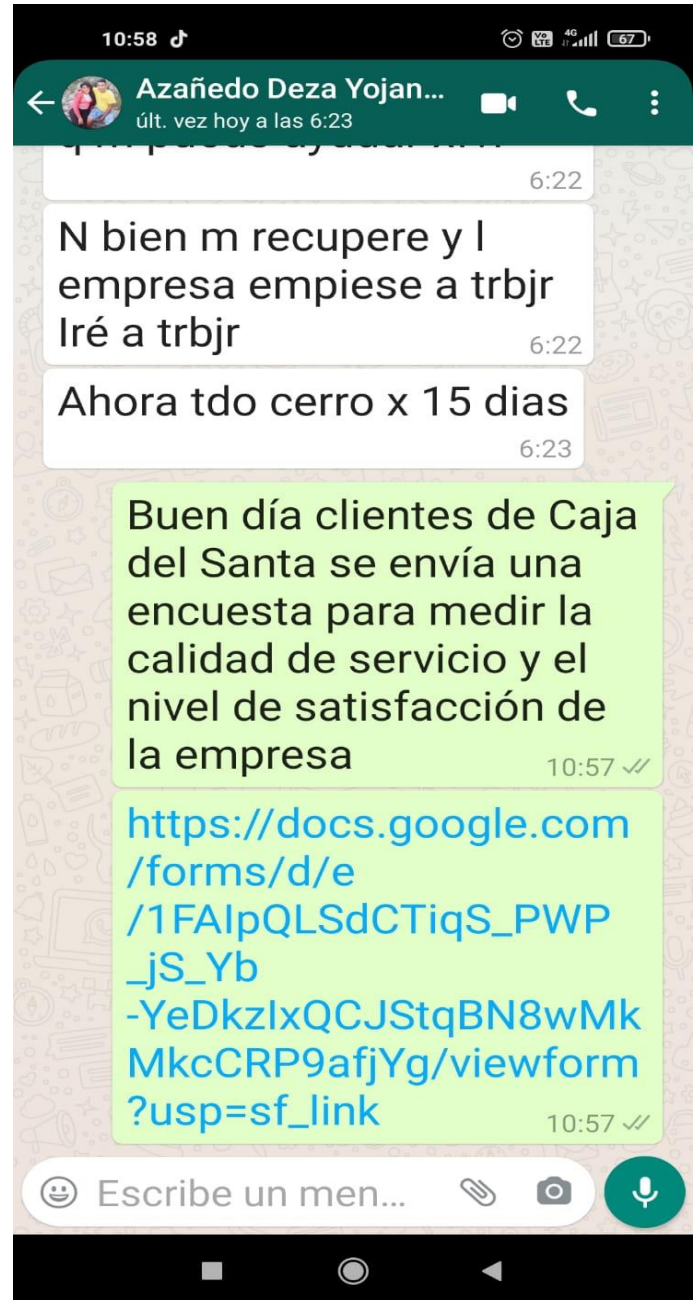 10:58
VoLTE 4G 67
Azañedo Deza Yojan...
últ. vez hoy a las 6:23
6:22
N bien m recupere y l
empresa empiese a trbjr
Iré a trbjr
6:22
Ahora tdo cerro x 15 dias
6:23
Buen día clientes de Caja
del Santa se envía una
encuesta para medir la
calidad de servicio y el
nivel de satisfacción de
la empresa
10:57
https://docs.google.com
/forms/d/e
/1FAIpQLSdCTiqS_PWP
_jS_Yb
-YeDkzIxQCJStqBN8wMk
MkcCRP9afjYg/viewform
?usp=sf_link
10:57
Escribe un men...